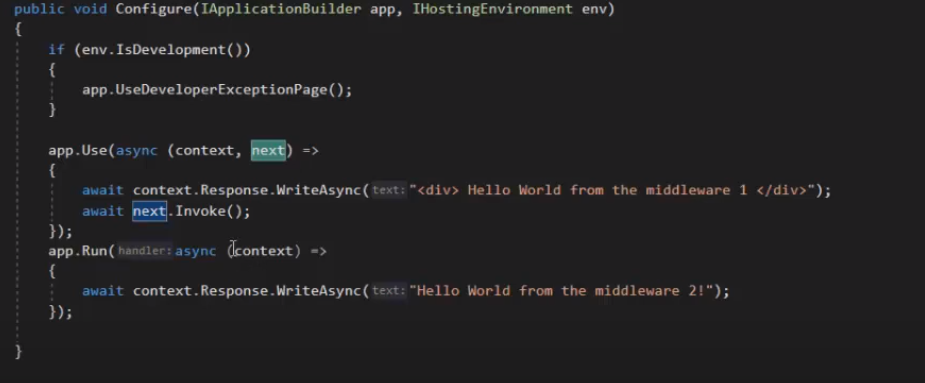 public void Configure(IApplicationBuilder app, IHostingEnvironment env)
{
if (env.IsDevelopment())
{
app.UseDeveloperExceptionPage();
}
app.Use(async (context, next) =>
{
await context.Response.WriteAsync(text:"<div> Hello World from the middleware 1 </div>");
await next.Invoke();
});
app.Run(handler:async (context) =>
{
await context.Response.WriteAsync(text:"Hello World from the middleware 2!");
});
}